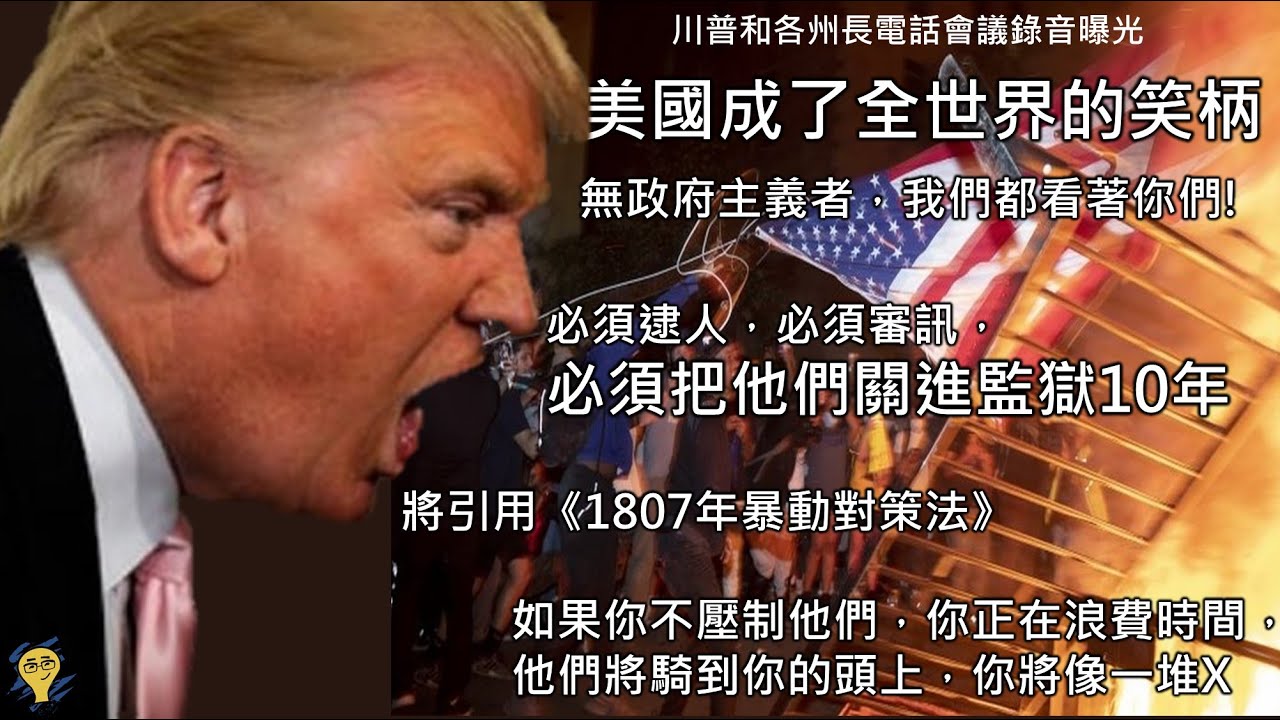 川普和各州長電話會議錄音曝光
美國成了全世界的笑柄
無政府主義者，我們都看著你們!
必須逮人，必須審訊，
必須把他們關進監獄10年
將引用《1807年暴動對策法》
如果你不壓制他們，你正在浪費時間，
他們將騎到你的頭上，你將像一堆X